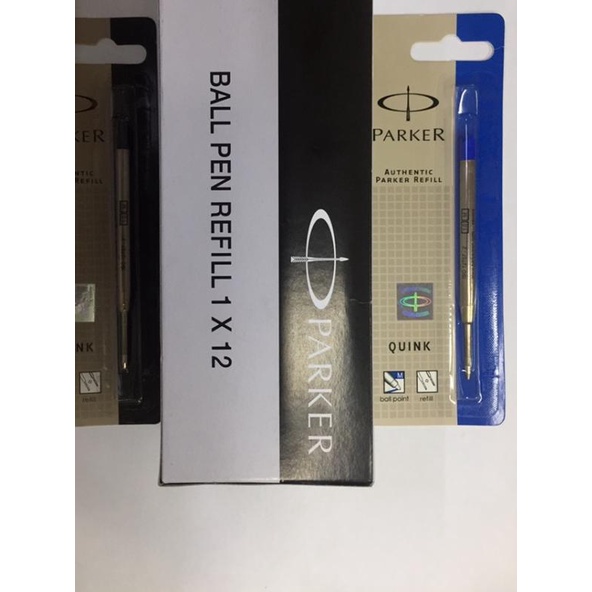 PARKER
AUTHENTIC
PARKER REFILL
QUINK
refill
BALL PEN REFILL 1 X 12
PARKER
PARKER
AUTHENTIC
PARKER REFILL
QUINK
M
ball point
refill